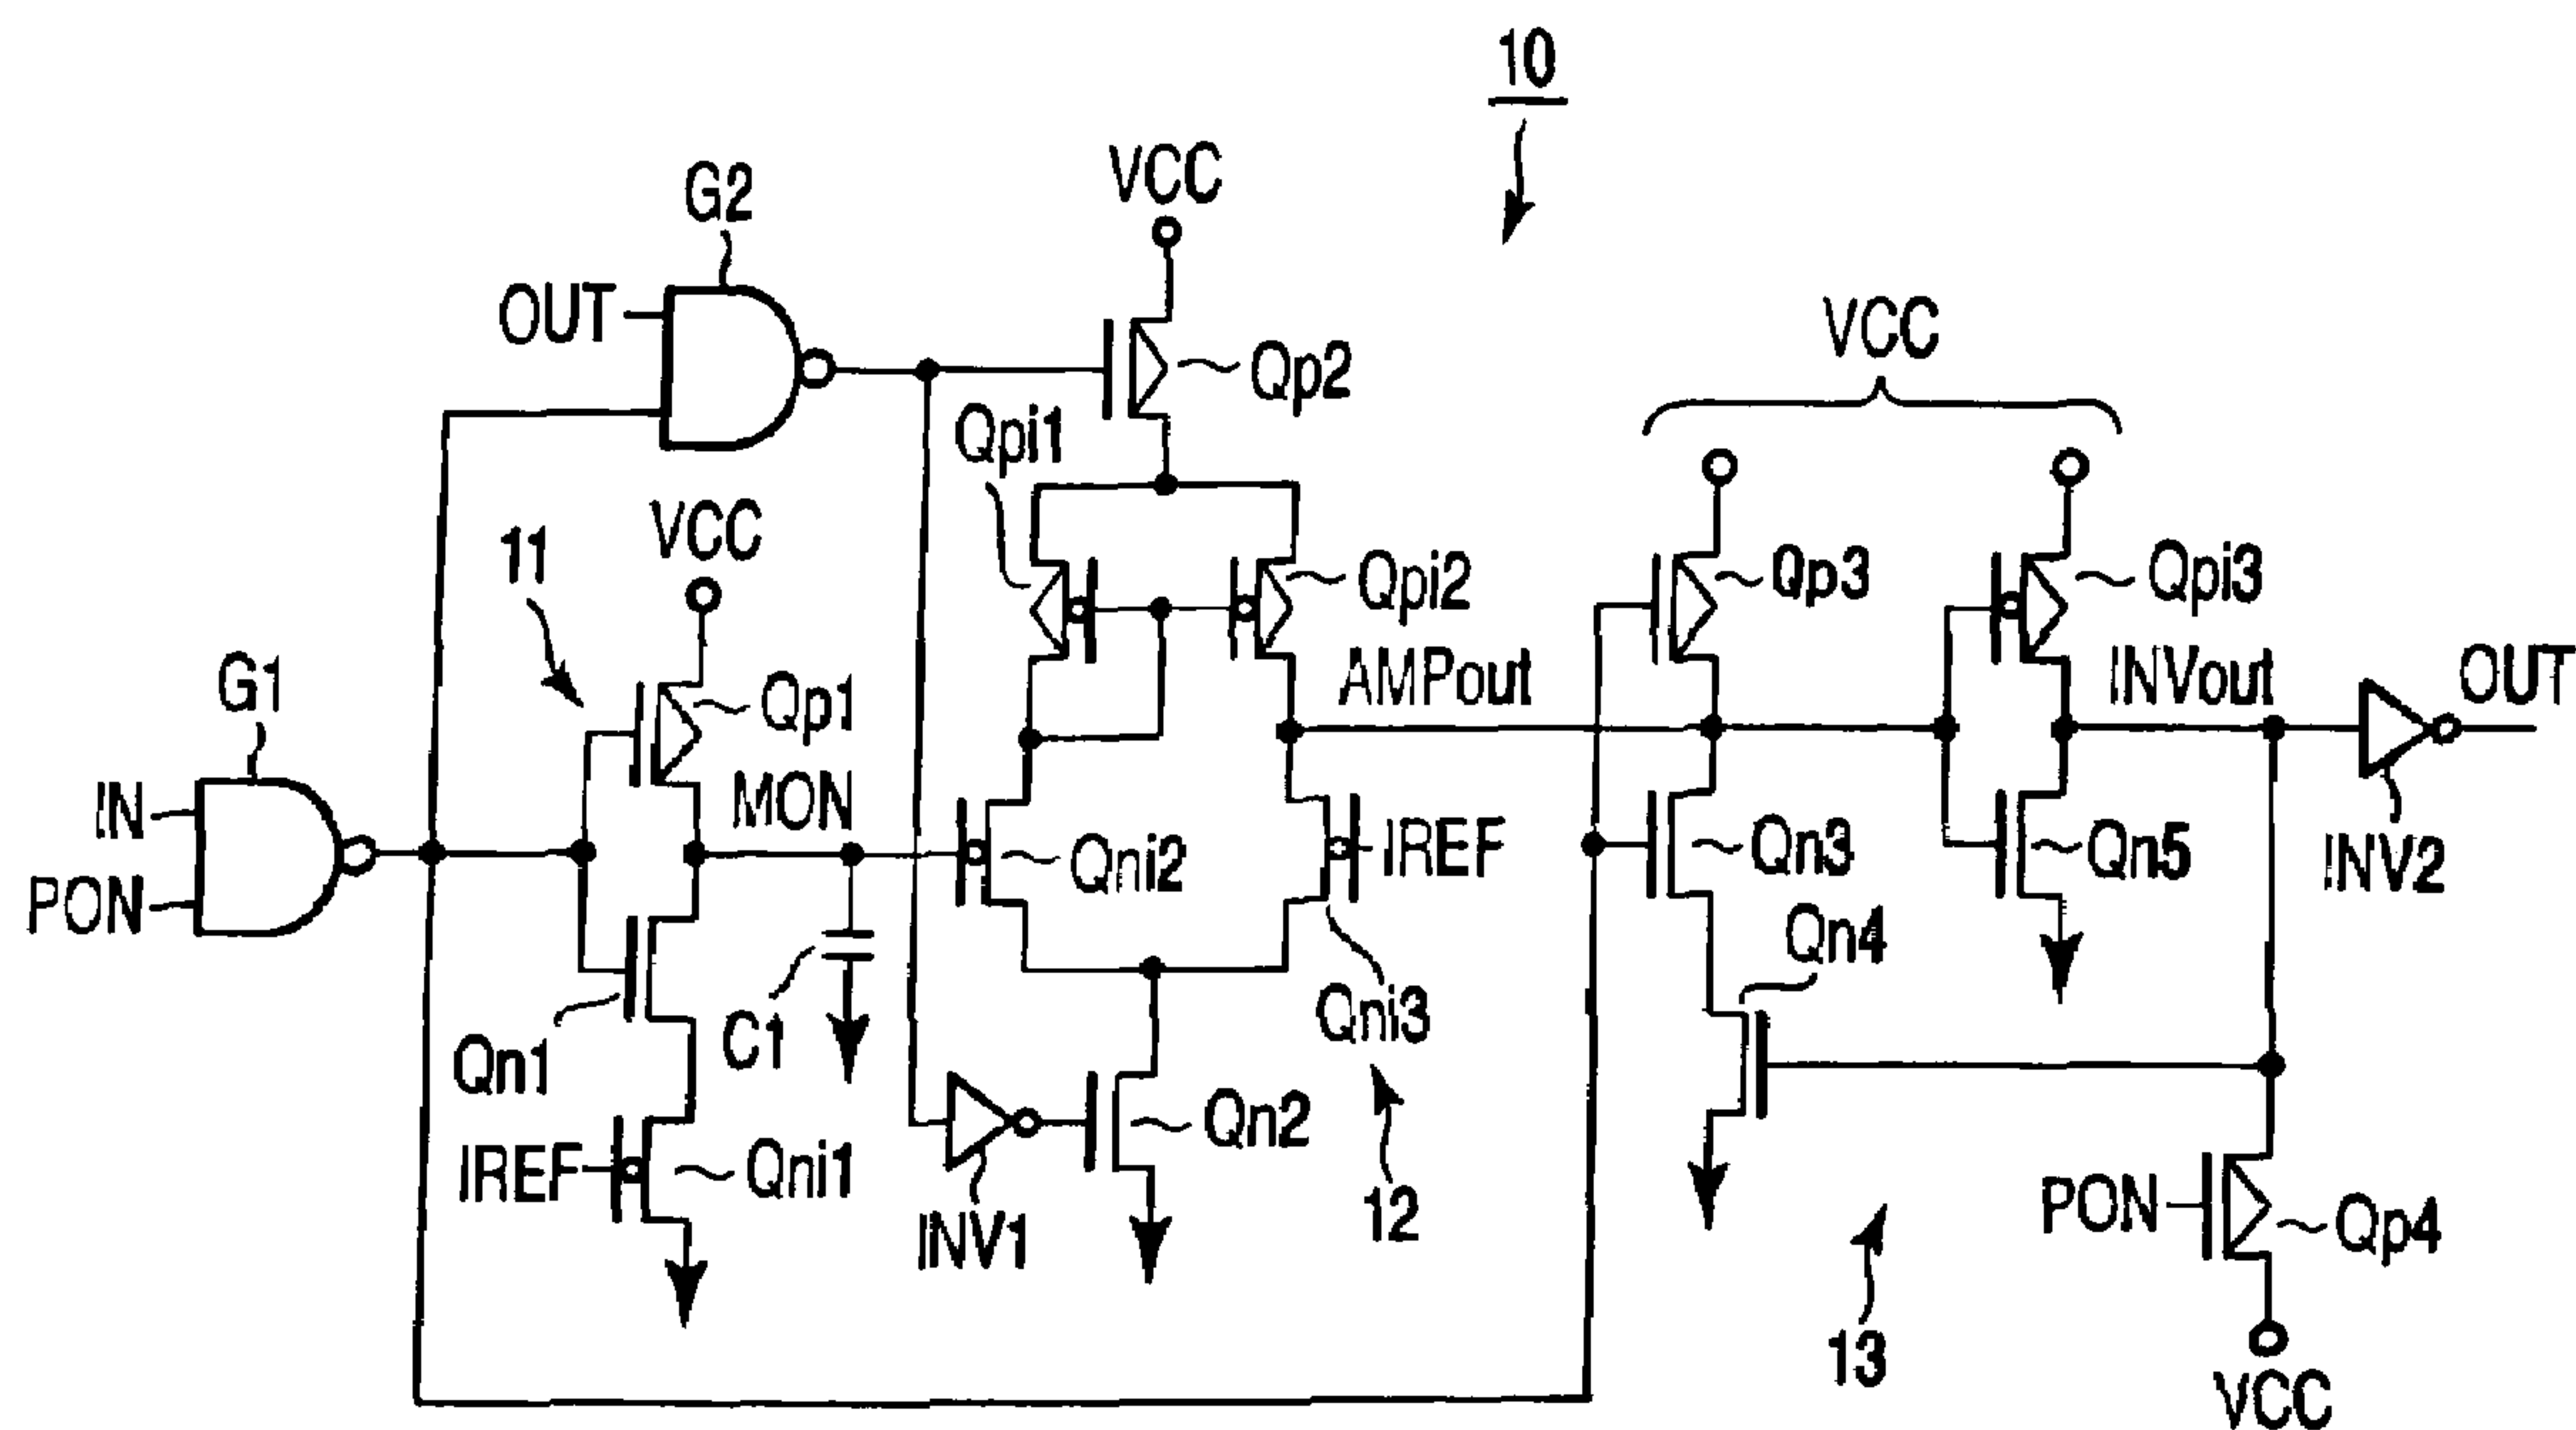 10
G2
VCC
OUT
Qp2
VCC
Qpi1
VCC
11
Qpi2
Qp3
Qpi3
G1
Qp1
AMPout
INVout
OUT
IN
MON
Qni2
IREF
Qn3
Qn5
INV2
PON
Qn4
Qn1
C1
Qni3
Qn2
IREF
Qni1
INV1
12
PON
Qp4
13
VCC